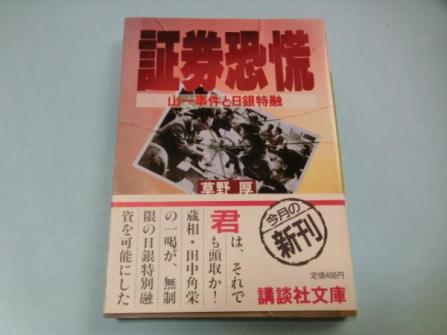 証券恐慌
山一事件と日銀特融
草野 厚
君は、それで
も頭取か!
蔵相・田中角栄
の一喝が、無制
限の日銀特別融
資を可能にした
今月の
新刊
定価400円
講談社文庫